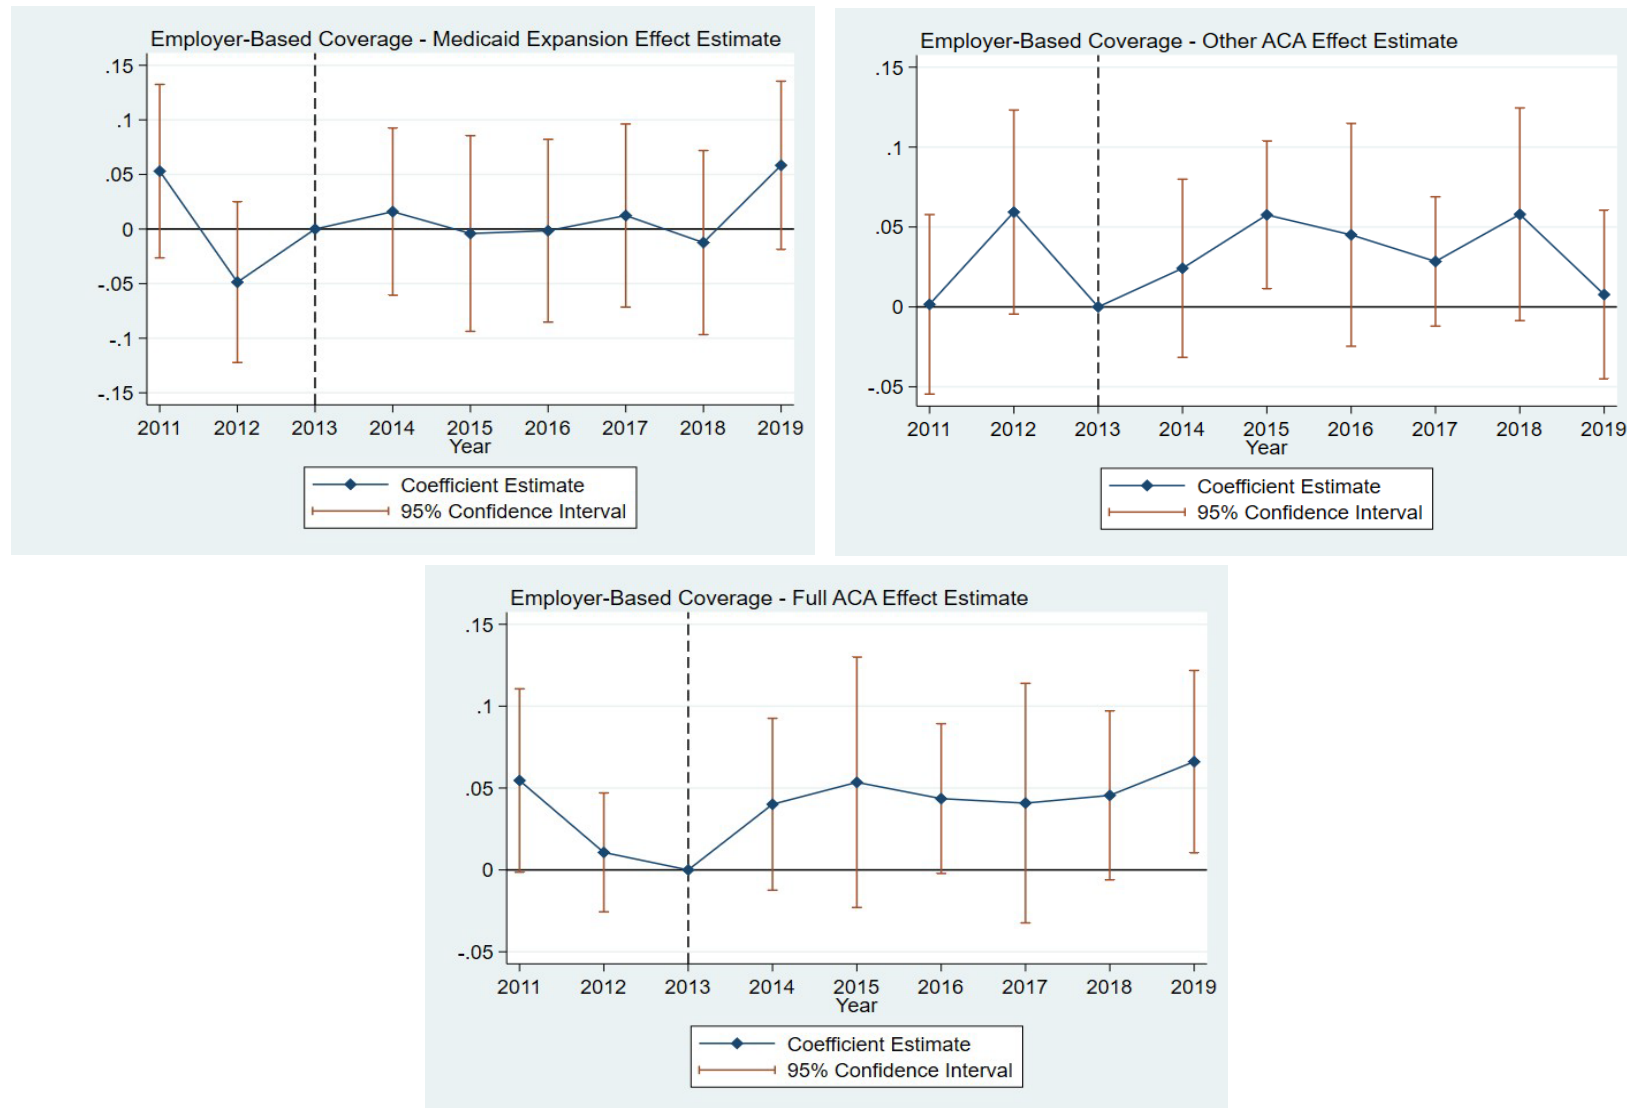 Employer-Based Coverage - Medicaid Expansion Effect Estimate
.15
.1
.05
0
-.05
-.1
-.15
2011 2012 2013 2014 2015 2016 2017 2018 2019
Year
Coefficient Estimate
95% Confidence Interval
Employer-Based Coverage - Other ACA Effect Estimate
.15
.1
.05
0
-.05
2011 2012 2013 2014 2015 2016 2017 2018 2019
Year
Coefficient Estimate
95% Confidence Interval
Employer-Based Coverage - Full ACA Effect Estimate
.15
.1
.05
0
-.05
2011 2012 2013 2014 2015 2016 2017 2018 2019
Year
Coefficient Estimate
95% Confidence Interval